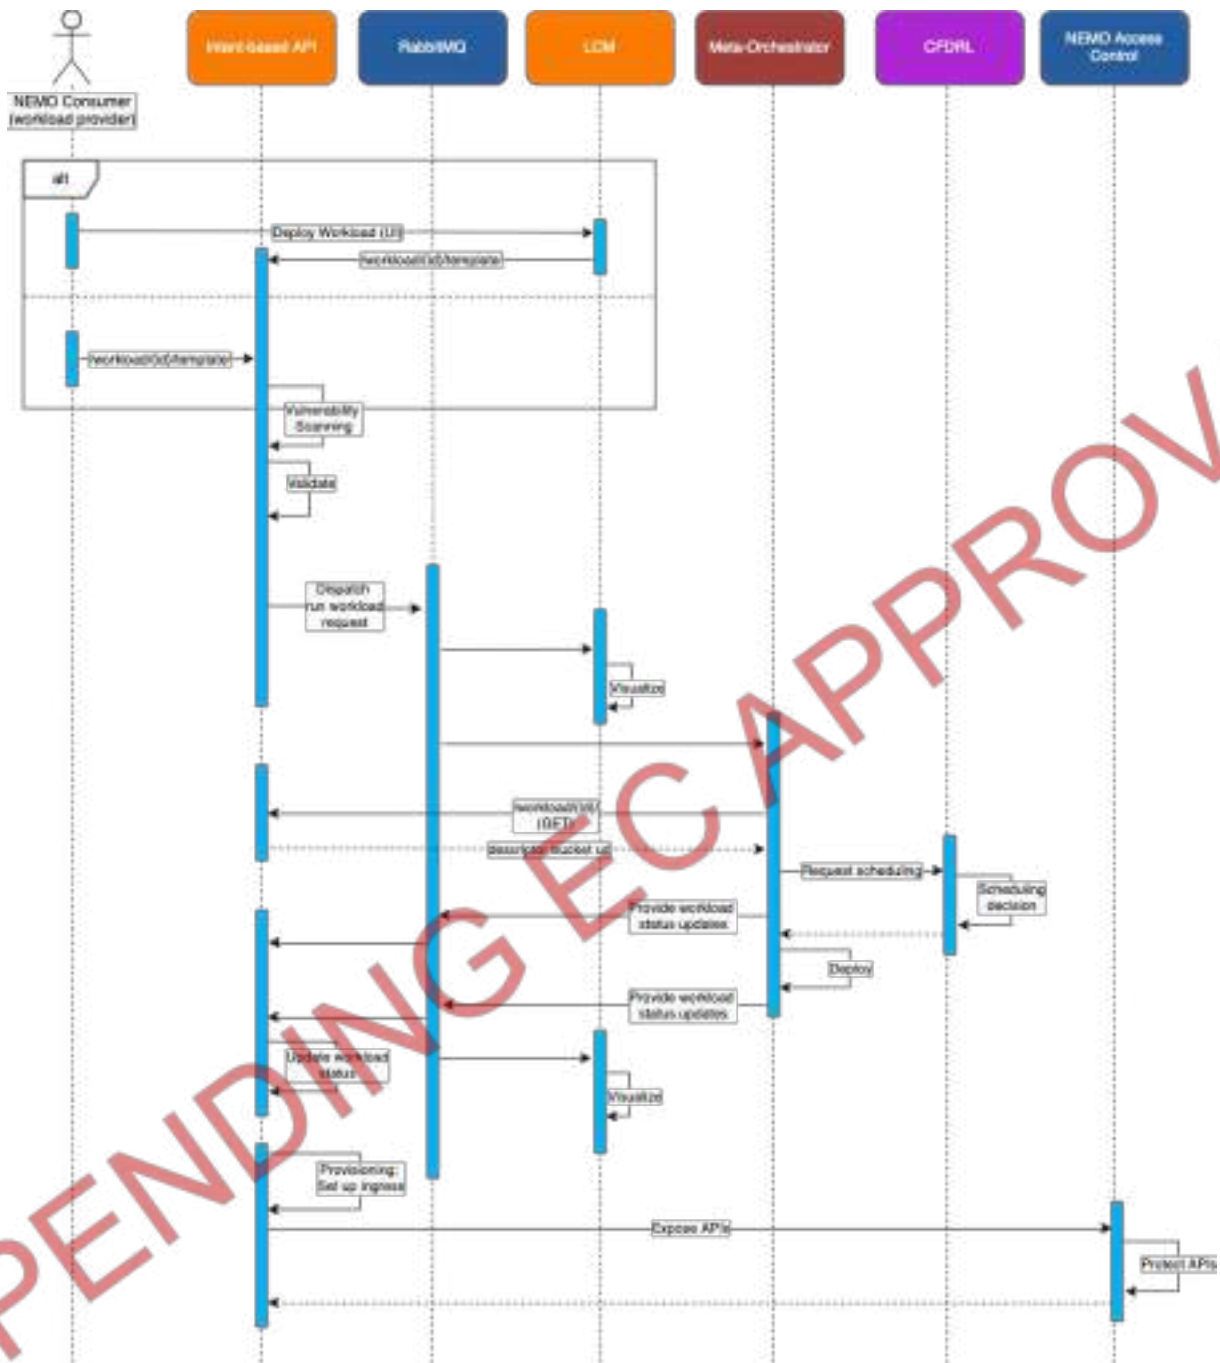 Intent-based API
RabbitMQ
LCM
Meta-Orchestrator
CFDRL
NEMO Access
Control
NEMO Consumer
(workload provider)
alt
Deploy Workload (UI)
/workload/{id}/template
/workload/{id}/template
Vulnerability
Scanning
Validate
Dispatch
run workload
request
Visualize
/workload/{id}/
(GET)
descriptor bucket url
Request scheduling
Scheduling
decision
Provide workload
status updates
Deploy
Provide workload
status updates
Update workload
status
Visualize
Provisioning:
Set up ingress
Expose APIs
Protect APIs
PENDING EC APPROV